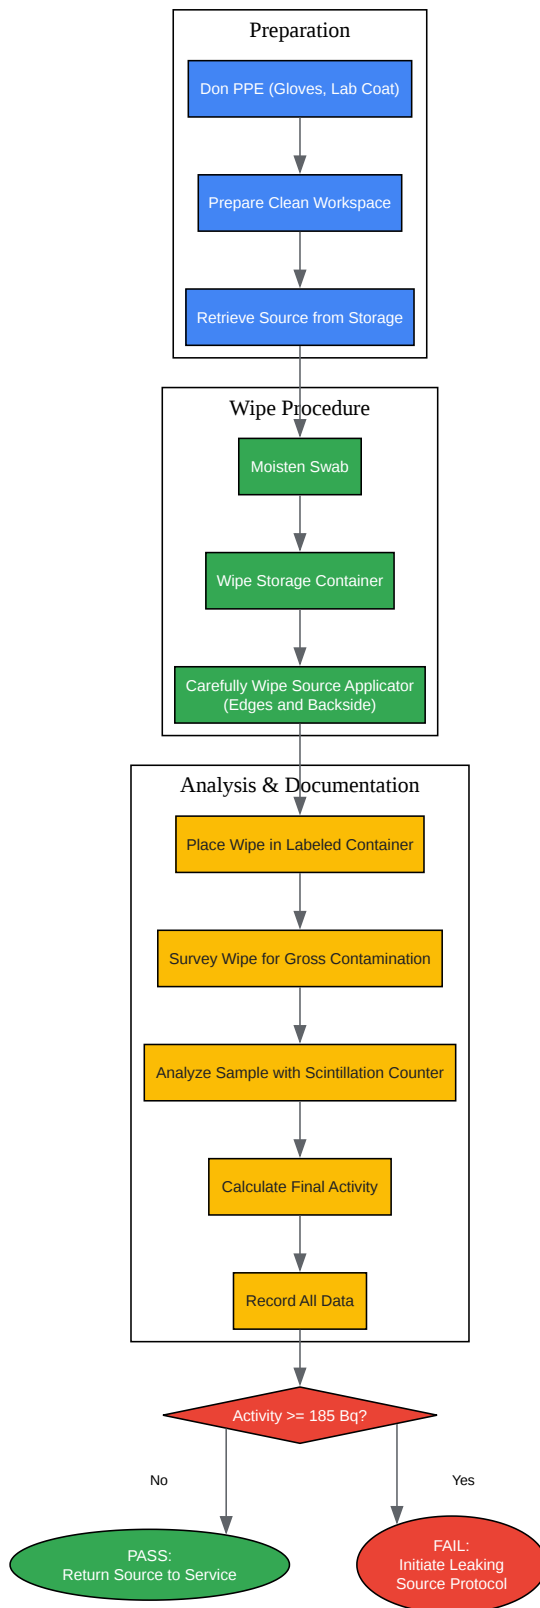 Preparation
Don PPE (Gloves, Lab Coat)
Prepare Clean Workspace
Retrieve Source from Storage
Wipe Procedure
Moisten Swab
Wipe Storage Container
Carefully Wipe Source Applicator
(Edges and Backside)
Analysis & Documentation
Place Wipe in Labeled Container
Survey Wipe for Gross Contamination
Analyze Sample with Scintillation Counter
Calculate Final Activity
Record All Data
Activity >= 185 Bq?
No
Yes
PASS:
Return Source to Service
FAIL:
Initiate Leaking
Source Protocol